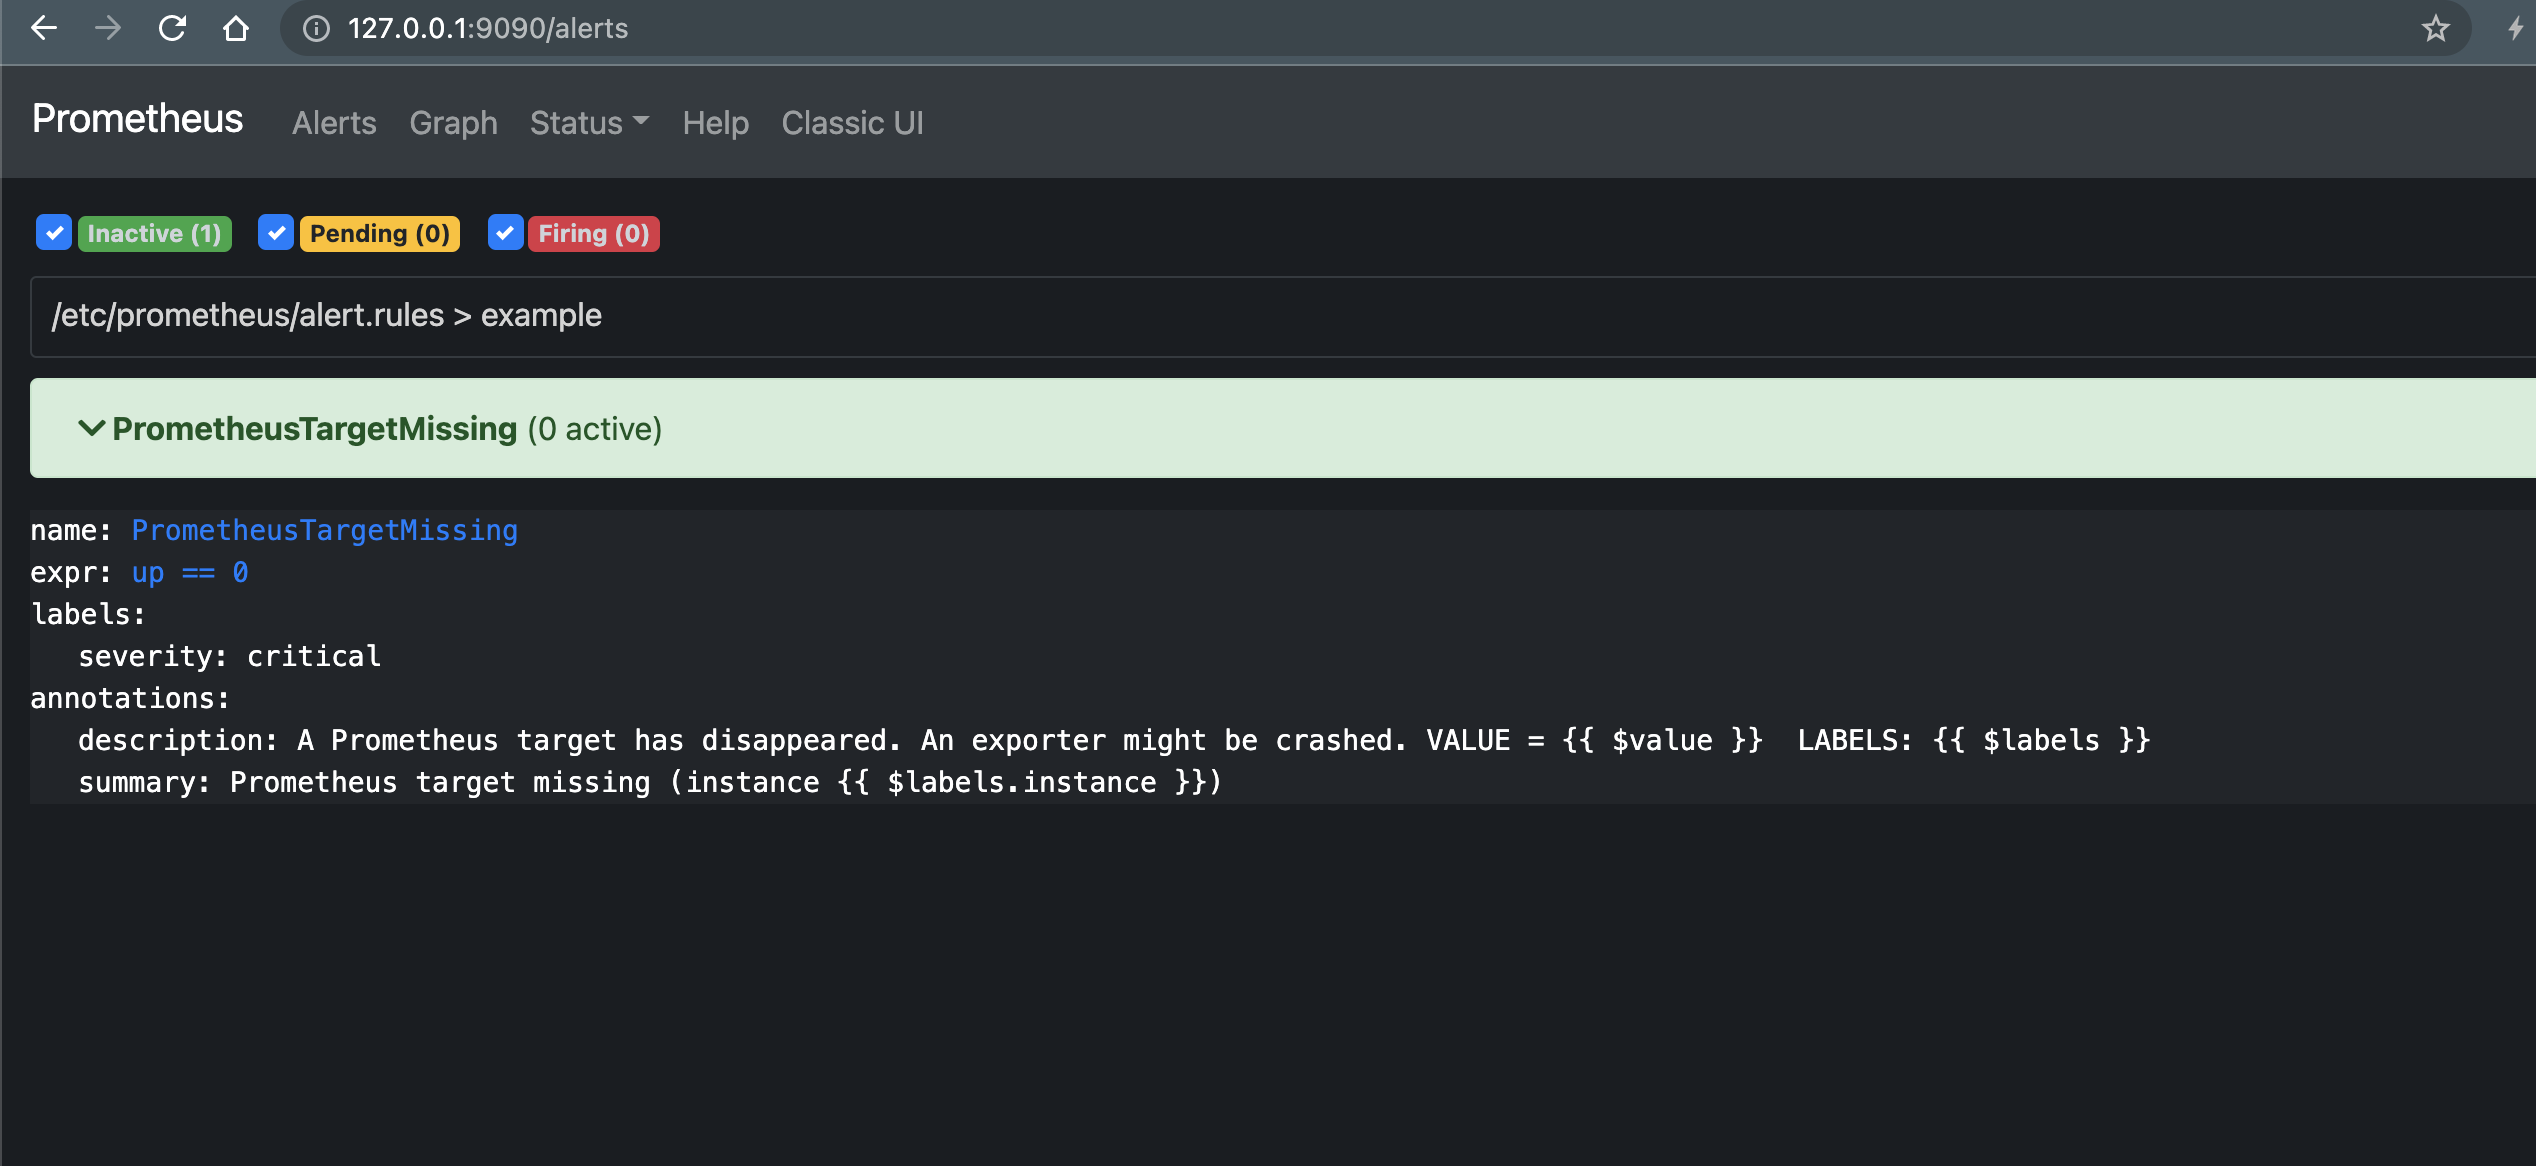 127.0.0.1:9090/alerts
Prometheus Alerts Graph Status Help Classic UI
Inactive (1) Pending (0) Firing (0)
/etc/prometheus/alert.rules > example
PrometheusTargetMissing (0 active)
name: PrometheusTargetMissing
expr: up == 0
labels:
severity: critical
annotations:
description: A Prometheus target has disappeared. An exporter might be crashed. VALUE = {{ $value }}  LABELS: {{ $labels }}
summary: Prometheus target missing (instance {{ $labels.instance }})